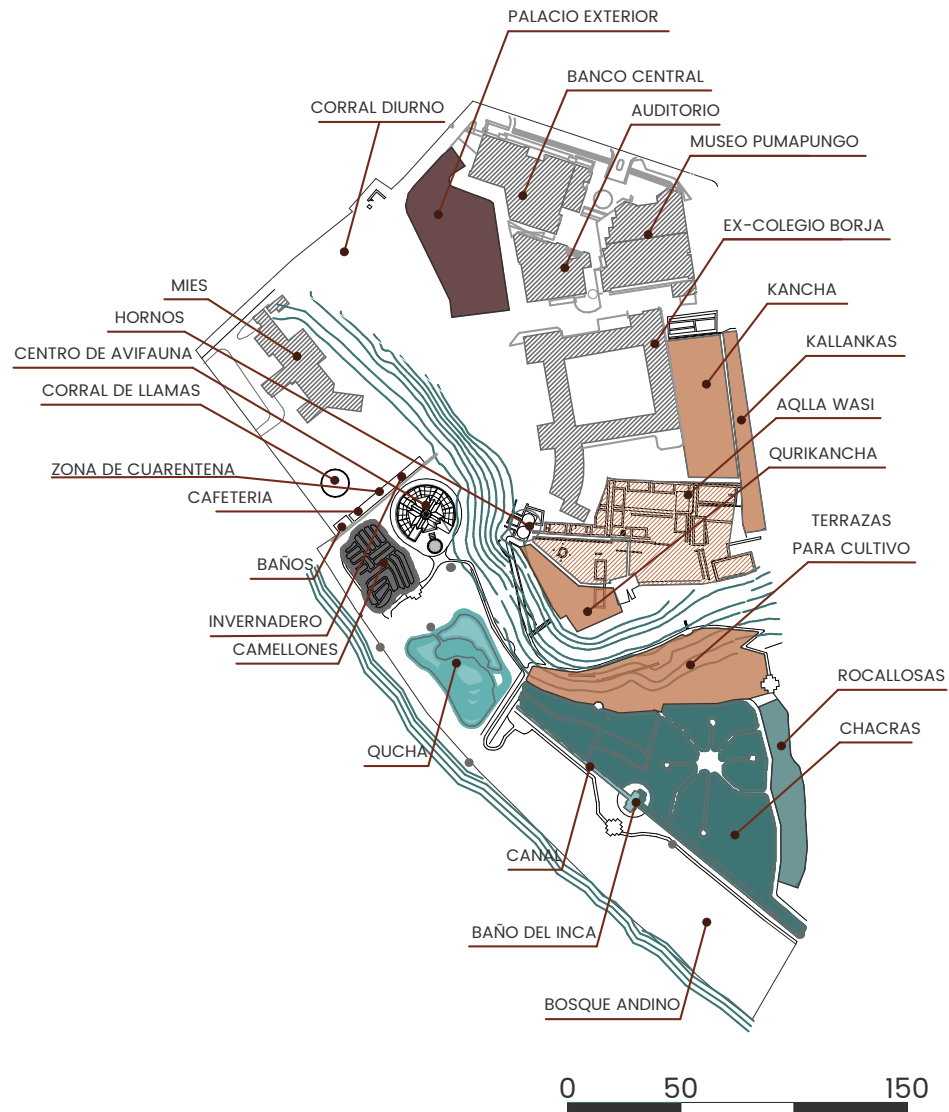 PALACIO EXTERIOR
BANCO CENTRAL
CORRAL DIURNO
AUDITORIO
MUSEO PUMAPUNGO
EX-COLEGIO BORJA
MIES
KANCHA
HORNOS
KALLANKAS
CENTRO DE AVIFAUNA
CORRAL DE LLAMAS
AQLLA WASI
QURIKANCHA
ZONA DE CUARENTENA
CAFETERIA
TERRAZAS
PARA CULTIVO
BAÑOS
INVERNADERO
CAMELLONES
ROCALLOSAS
CHACRAS
QUCHA
CANAL
BAÑO DEL INCA
BOSQUE ANDINO
0 50 150